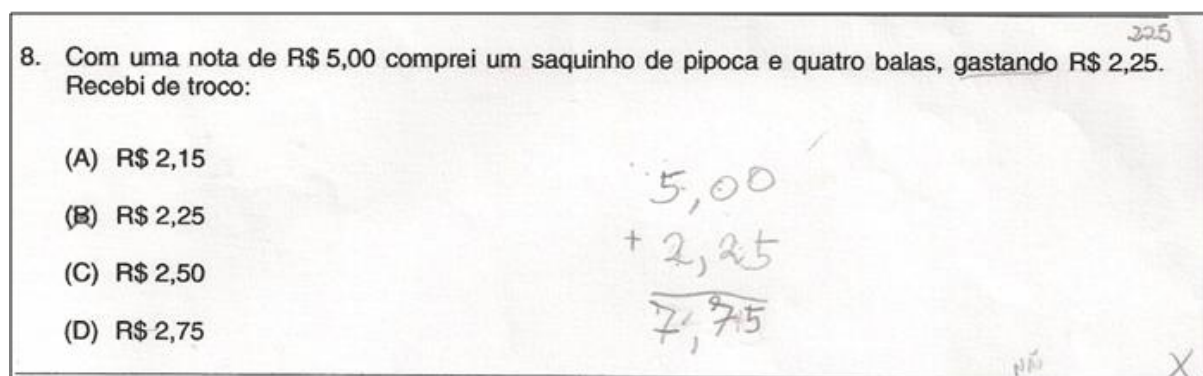 225
8. Com uma nota de R$ 5,00 comprei um saquinho de pipoca e quatro balas, gastando R$ 2,25.
Recebi de troco:
(A) R$ 2,15
(B) R$ 2,25
(C) R$ 2,50
(D) R$ 2,75
5,00
+ 2,25
7,75
NÃO
X